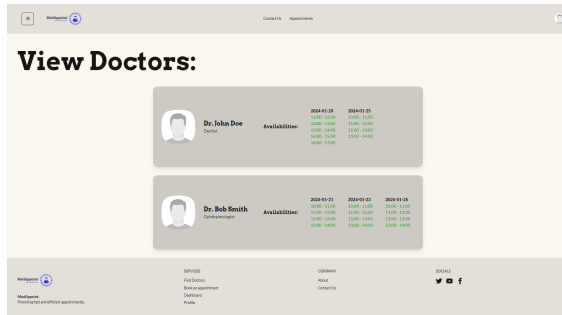 MedAppoint
Contact Us Appointments
View Doctors:
Dr. John Doe
Dentist
Availabilities:
2024-01-20 2024-01-25
11:00 - 12:00 10:00 - 11:00
12:00 - 13:00 11:00 - 12:00
13:00 - 14:00 12:00 - 13:00
14:00 - 15:00 13:00 - 14:00
16:00 - 17:00
Dr. Bob Smith
Ophthalmologist
Availabilities:
2024-01-21 2024-01-23 2024-01-26
10:00 - 11:00 10:00 - 11:00 10:00 - 11:00
11:00 - 12:00 11:00 - 12:00 11:00 - 12:00
12:00 - 13:00 12:00 - 13:00 12:00 - 13:00
13:00 - 14:00 13:00 - 14:00 13:00 - 14:00
MedAppoint
MedAppoint.
Providing fast and efficient appointments.
SERVICES
Find Doctors
Book an appointment
Dashboard
Profile
COMPANY
About
Contact Us
SOCIALS